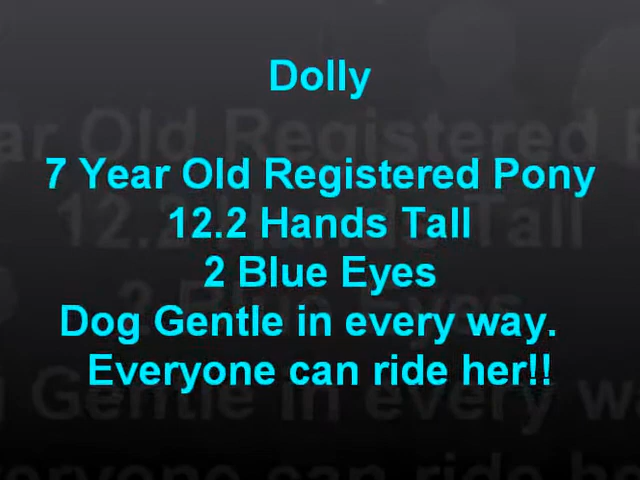 Dolly
7 Year Old Registered Pony
12.2 Hands Tall
2 Blue Eyes
Dog Gentle in every way.
Everyone can ride her!!